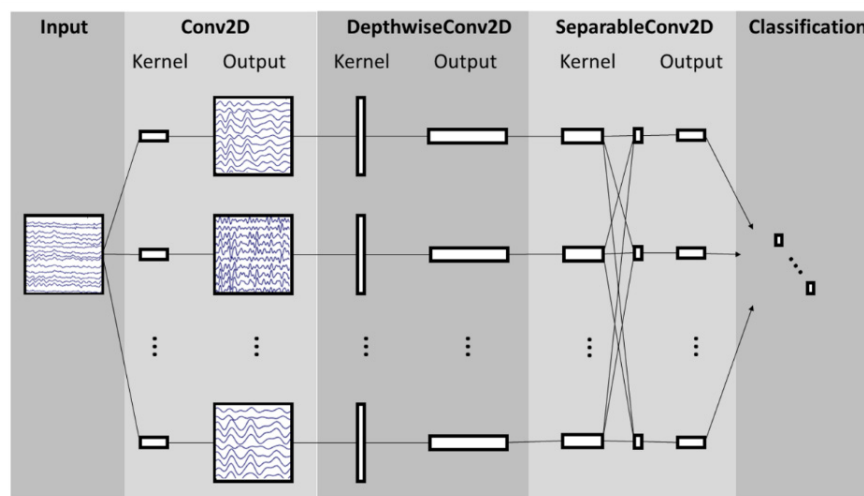 Input Conv2D DepthwiseConv2D SeparableConv2D Classification
Kernel Output Kernel Output Kernel Output